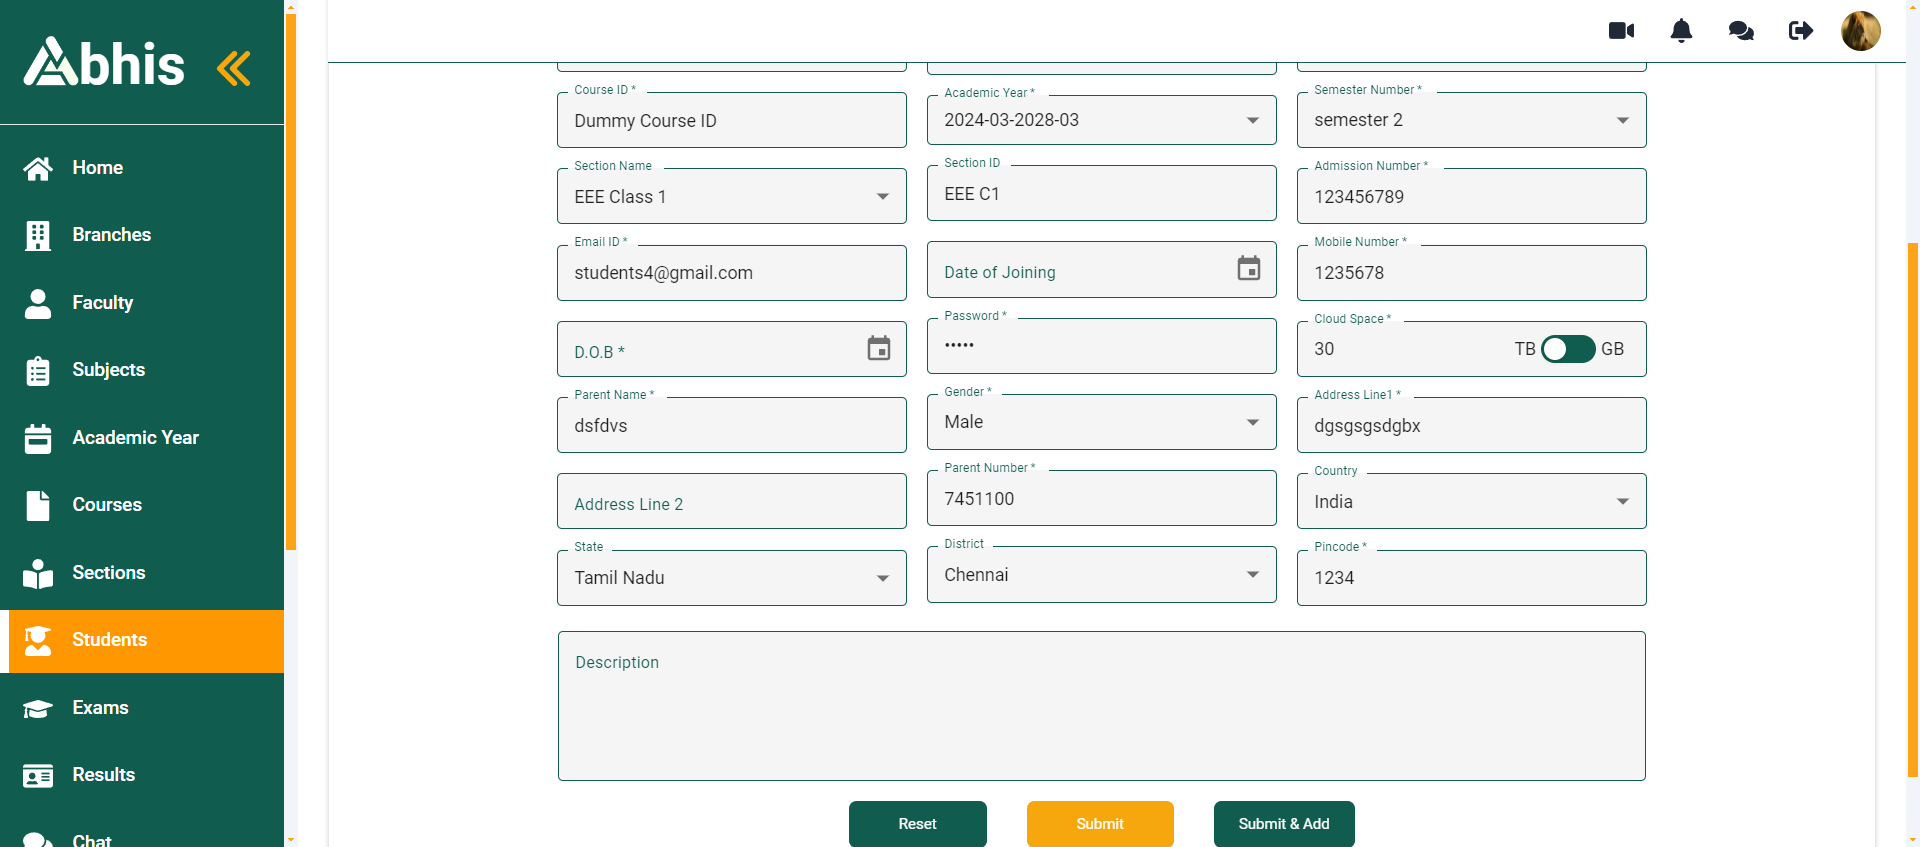 Abhis
Home
Branches
Faculty
Subjects
Academic Year
Courses
Sections
Students
Exams
Results
Chat
Course ID *
Dummy Course ID
Academic Year *
2024-03-2028-03
Semester Number *
semester 2
Section Name
EEE Class 1
Section ID
EEE C1
Admission Number *
123456789
Email ID *
students4@gmail.com
Date of Joining
Mobile Number *
1235678
D.O.B *
Password *
•••••
Cloud Space *
30
TB GB
Parent Name *
dsfdvs
Gender *
Male
Address Line1 *
dgsgsgsdgbx
Address Line 2
Parent Number *
7451100
Country
India
State
Tamil Nadu
District
Chennai
Pincode *
1234
Description
Reset
Submit
Submit & Add